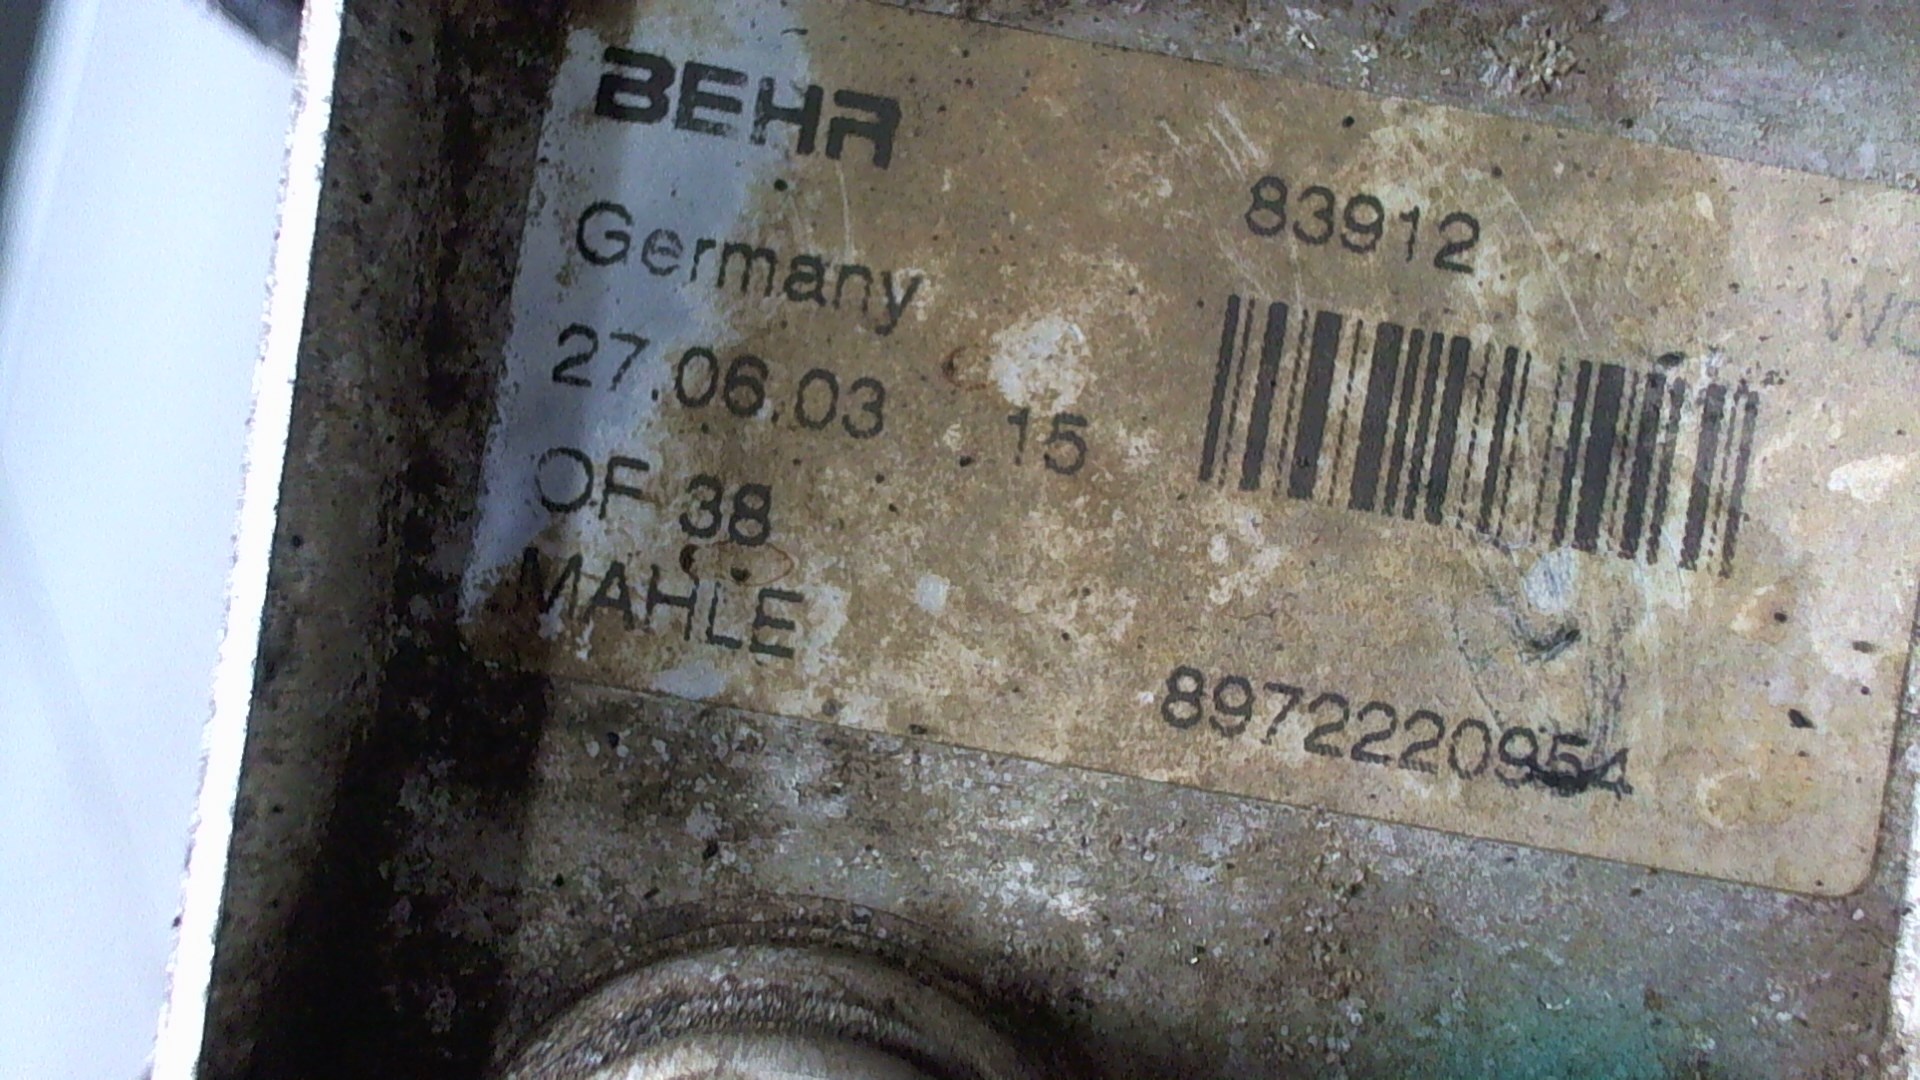 BEHR
Germany
27.06.03 15
OF 38
MAHLE
83912
8972220954